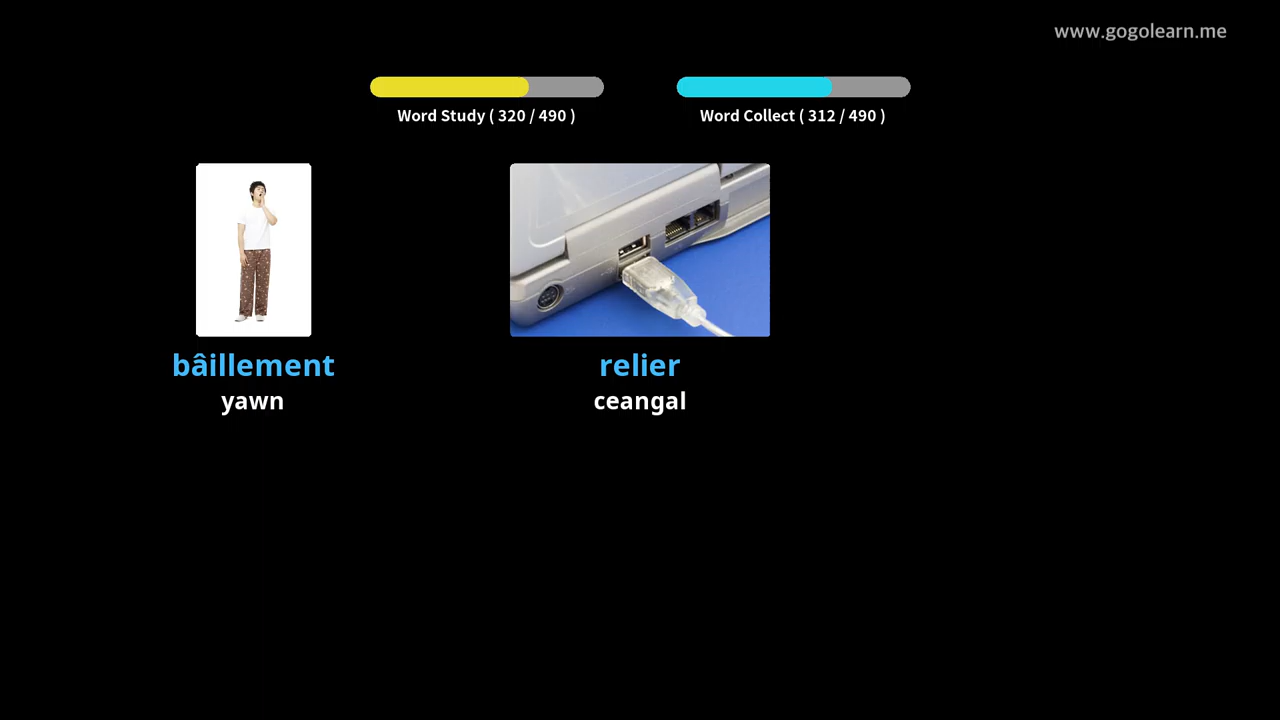 www.gogolearn.me
Word Study ( 320 / 490 )
Word Collect ( 312 / 490 )
bâillement
yawn
relier
ceangal